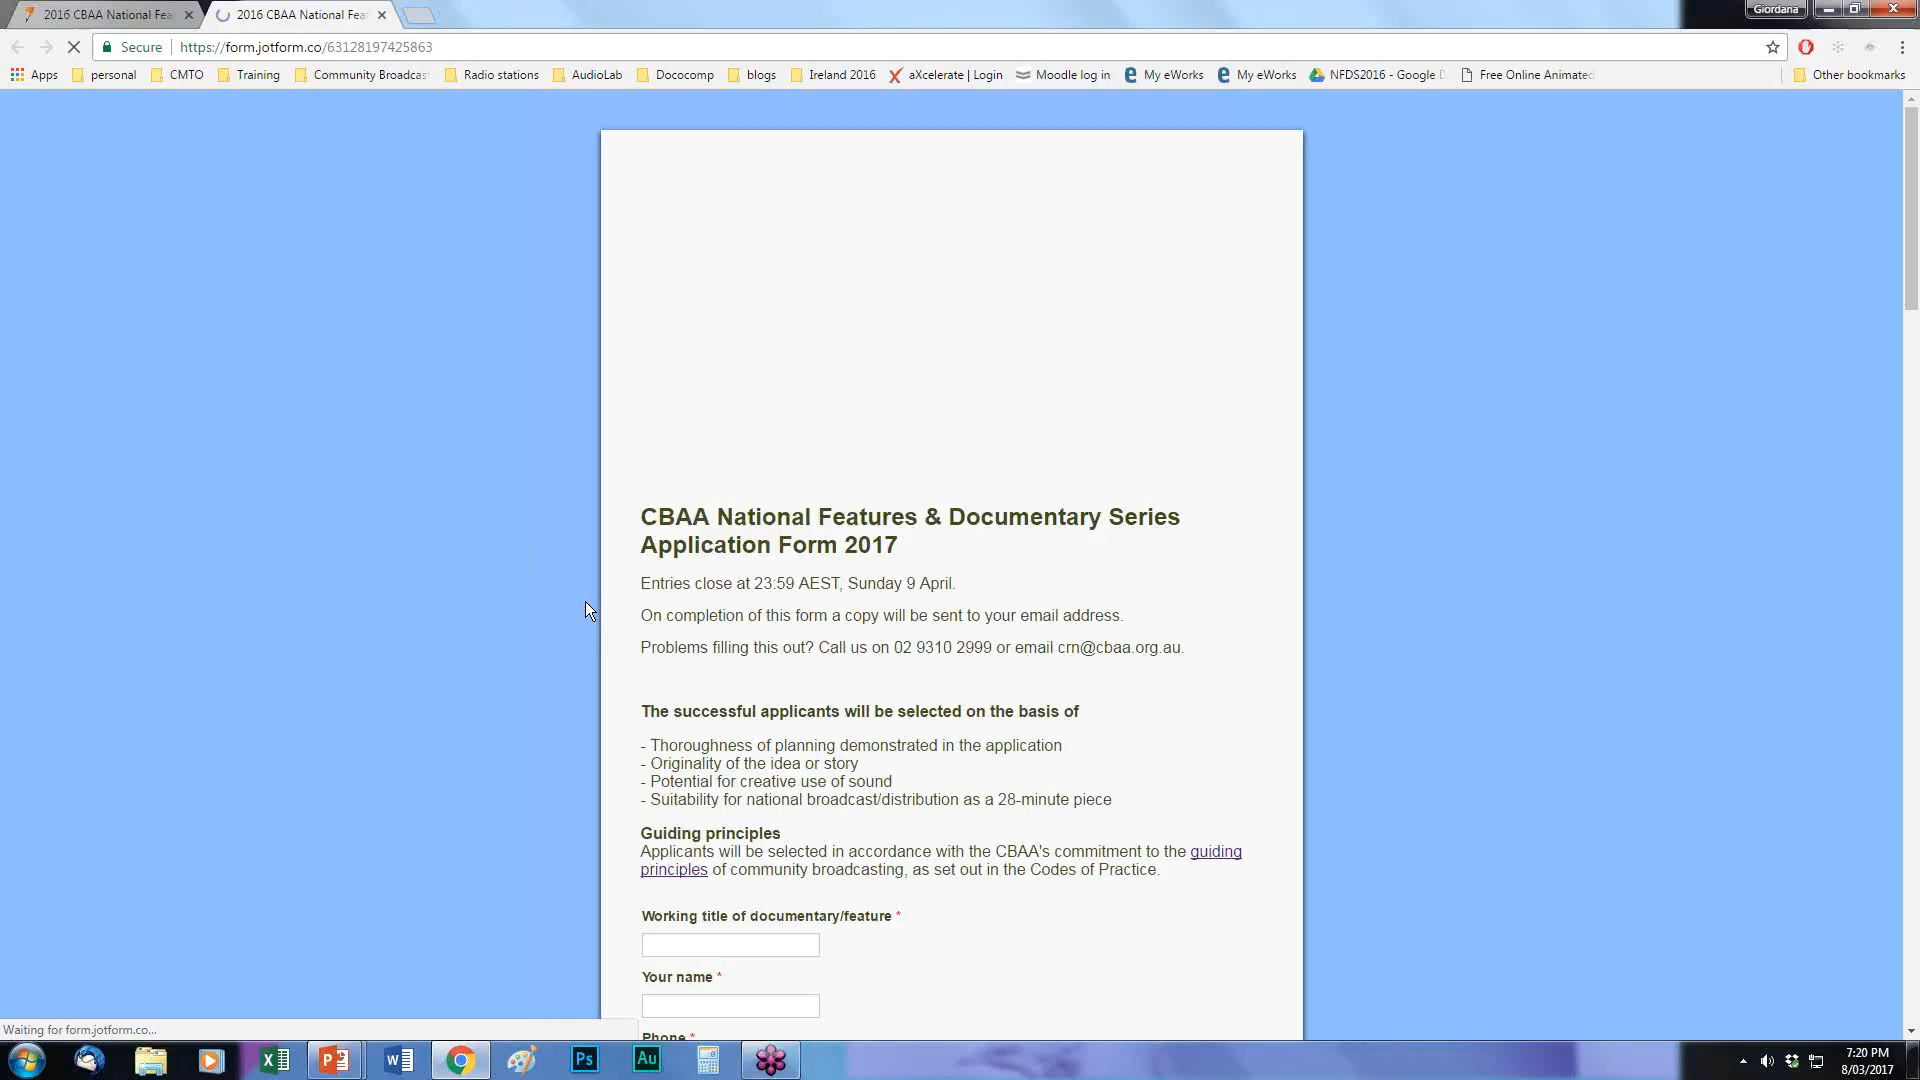 2016 CBAA National Fea
2016 CBAA National Fea
Giordana
Secure
https://form.jotform.co/63128197425863
Apps
personal
CMTO
Training
Community Broadcas
Radio stations
AudioLab
Dococomp
blogs
Ireland 2016
aXcelerate | Login
Moodle log in
My eWorks
My eWorks
NFDS2016 - Google D
Free Online Animated
Other bookmarks
CBAA National Features & Documentary Series
Application Form 2017
Entries close at 23:59 AEST, Sunday 9 April.
On completion of this form a copy will be sent to your email address.
Problems filling this out? Call us on 02 9310 2999 or email crn@cbaa.org.au.
The successful applicants will be selected on the basis of
- Thoroughness of planning demonstrated in the application
- Originality of the idea or story
- Potential for creative use of sound
- Suitability for national broadcast/distribution as a 28-minute piece
Guiding principles
Applicants will be selected in accordance with the CBAA's commitment to the guiding
principles of community broadcasting, as set out in the Codes of Practice.
Working title of documentary/feature *
Your name *
Phone *
Waiting for form.jotform.co...
Ps
Au
7:20 PM
8/03/2017